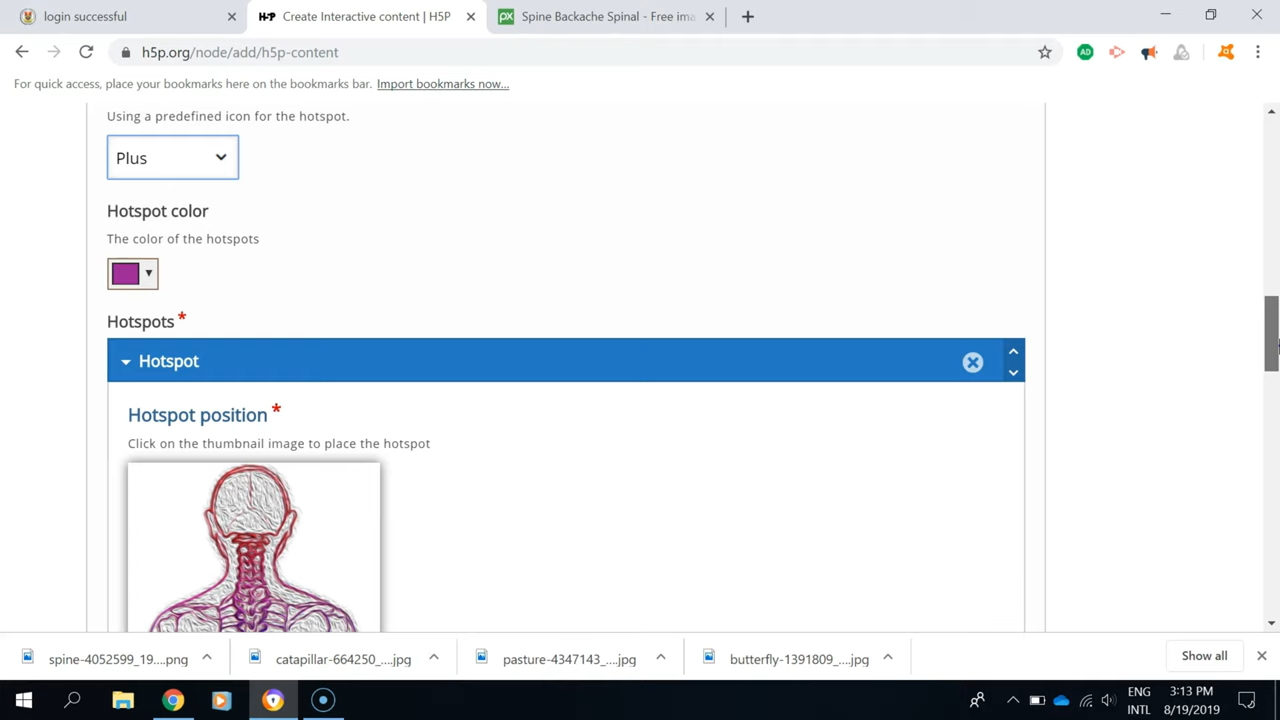 login successful
H-P Create Interactive content | H5P
px Spine Backache Spinal - Free ima
h5p.org/node/add/h5p-content
AD
For quick access, place your bookmarks here on the bookmarks bar. Import bookmarks now...
Using a predefined icon for the hotspot.
Plus
Hotspot color
The color of the hotspots
Hotspots *
Hotspot
Hotspot position *
Click on the thumbnail image to place the hotspot
spine-4052599_19....png
catapillar-664250_....jpg
pasture-4347143_....jpg
butterfly-1391809_...jpg
Show all
ENG
INTL
3:13 PM
8/19/2019